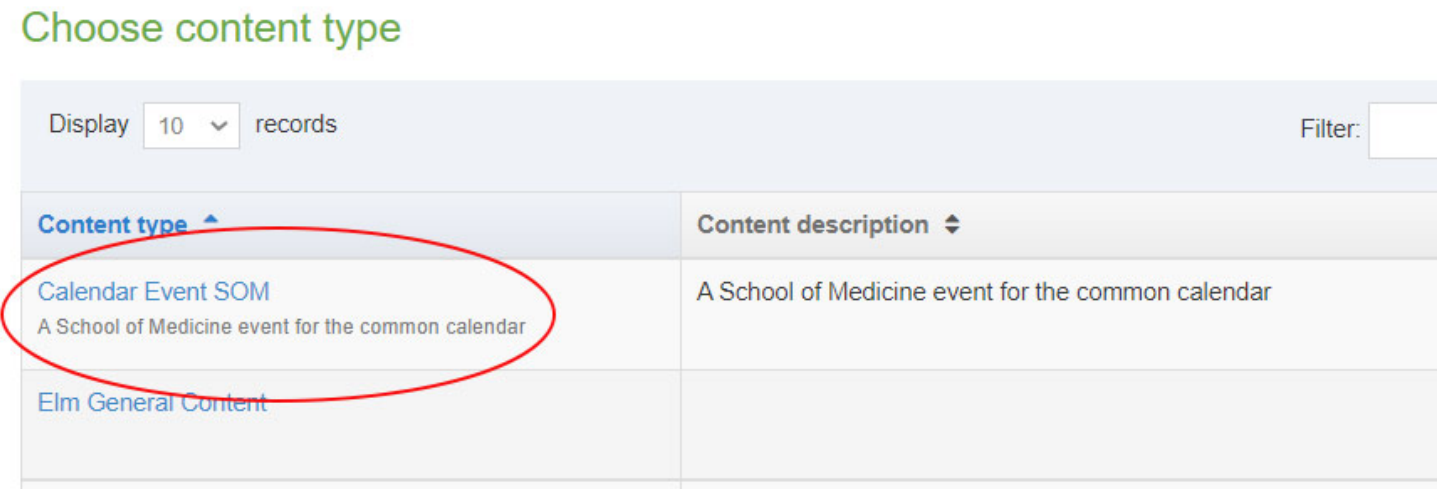 Choose content type
Display 10 records
Filter:
Content type Content description
Calendar Event SOM
A School of Medicine event for the common calendar
A School of Medicine event for the common calendar
Elm General Content